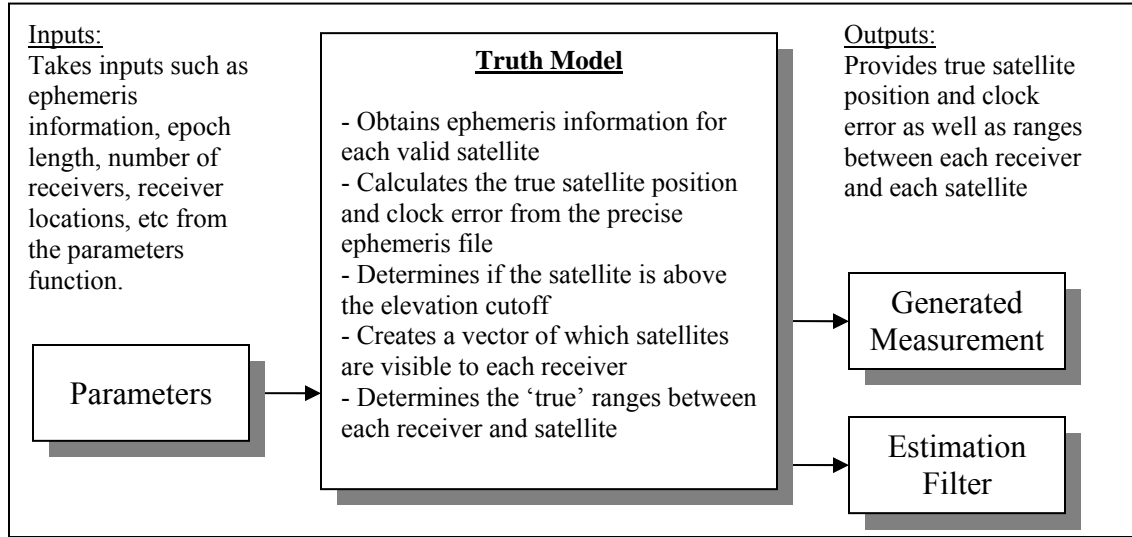 Inputs:
Takes inputs such as
ephemeris
information, epoch
length, number of
receivers, receiver
locations, etc from
the parameters
function.
Parameters
Truth Model
- Obtains ephemeris information for
each valid satellite
- Calculates the true satellite position
and clock error from the precise
ephemeris file
- Determines if the satellite is above
the elevation cutoff
- Creates a vector of which satellites
are visible to each receiver
- Determines the ‘true’ ranges between
each receiver and satellite
Outputs:
Provides true satellite
position and clock
error as well as ranges
between each receiver
and each satellite
Generated
Measurement
Estimation
Filter